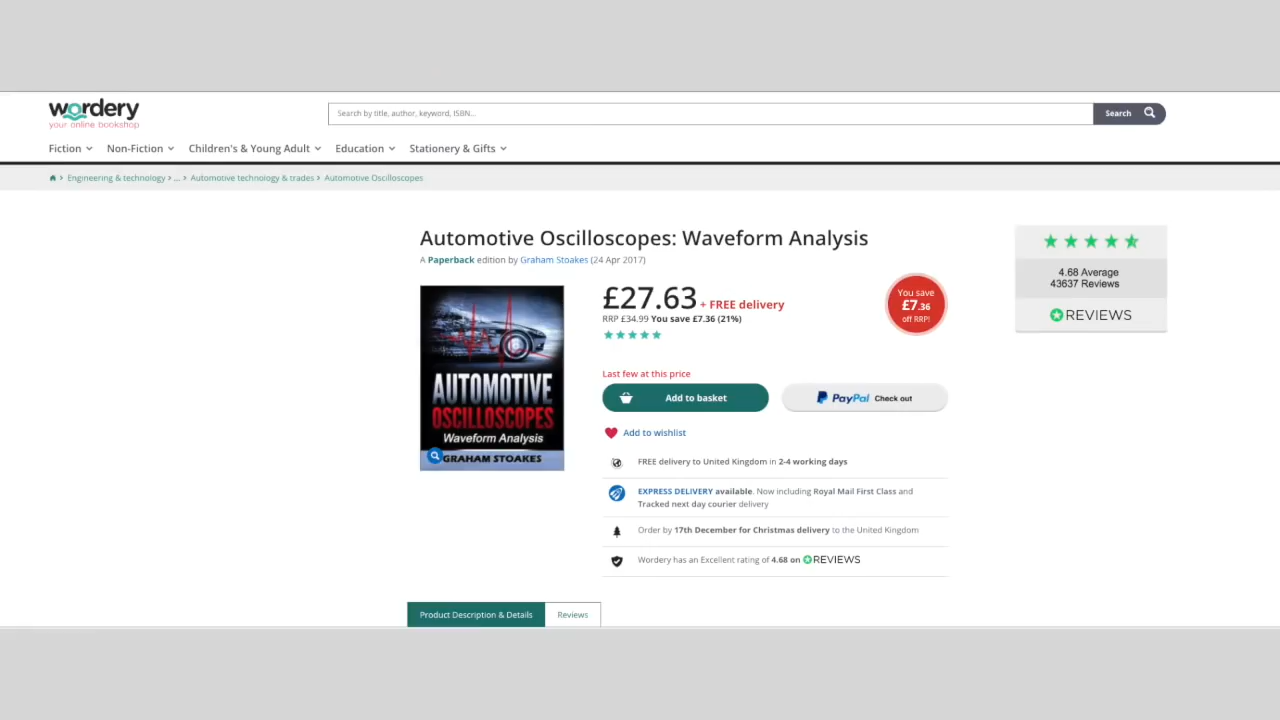 wordery
your online bookshop
Search by title, author, keyword, ISBN...
Search
Fiction Non-Fiction Children's & Young Adult Education Stationery & Gifts
Engineering & technology > ... > Automotive technology & trades > Automotive Oscilloscopes
Automotive Oscilloscopes: Waveform Analysis
A Paperback edition by Graham Stoakes (24 Apr 2017)
AUTOMOTIVE
OSCILLOSCOPES
Waveform Analysis
GRAHAM STOAKES
£27.63 + FREE delivery
RRP £34.99 You save £7.36 (21%)
You save
£7.36
off RRP!
Last few at this price
Add to basket
PayPal Check out
Add to wishlist
FREE delivery to United Kingdom in 2-4 working days
EXPRESS DELIVERY available. Now including Royal Mail First Class and
Tracked next day courier delivery
Order by 17th December for Christmas delivery to the United Kingdom
Wordery has an Excellent rating of 4.68 on REVIEWS
4.68 Average
43637 Reviews
REVIEWS
Product Description & Details Reviews